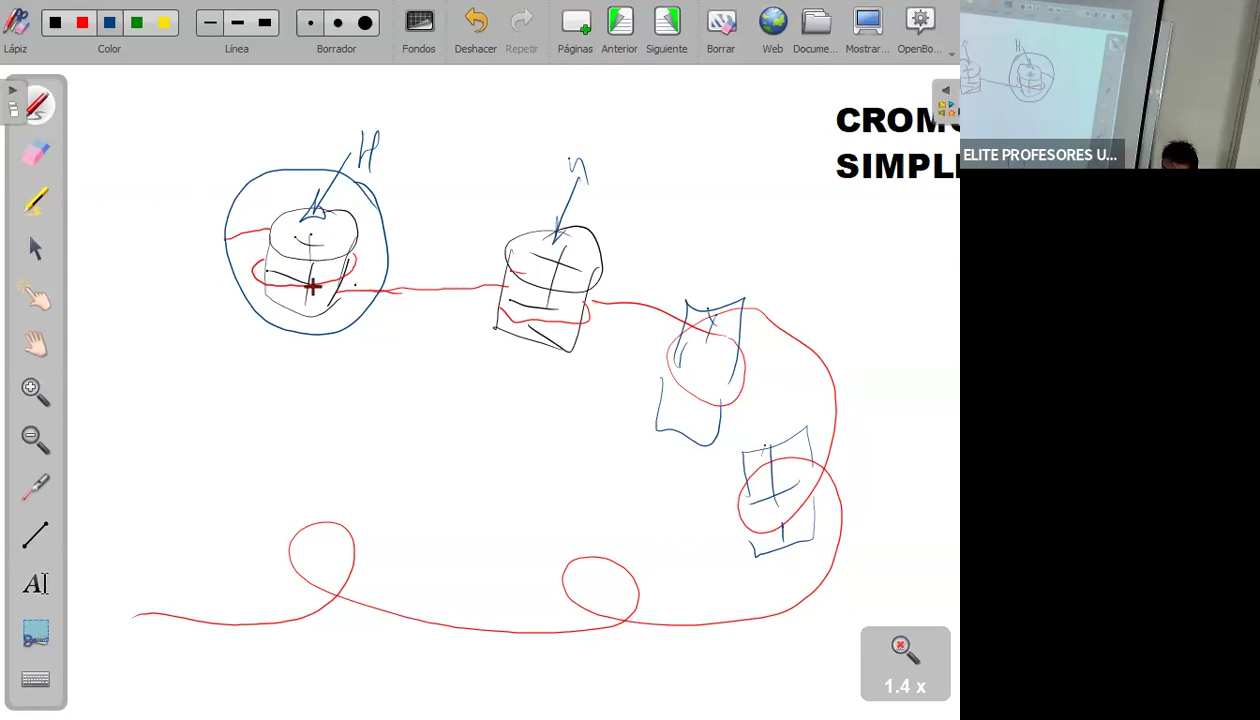 Lápiz
Color
Línea
Borrador
Fondos
Deshacer
Repetir
Páginas
Anterior
Siguiente
Borrar
Web
Docume...
Mostrar...
OpenBo...
H
CROM
SIMPL
ELITE PROFESORES U...
H
1.4 x